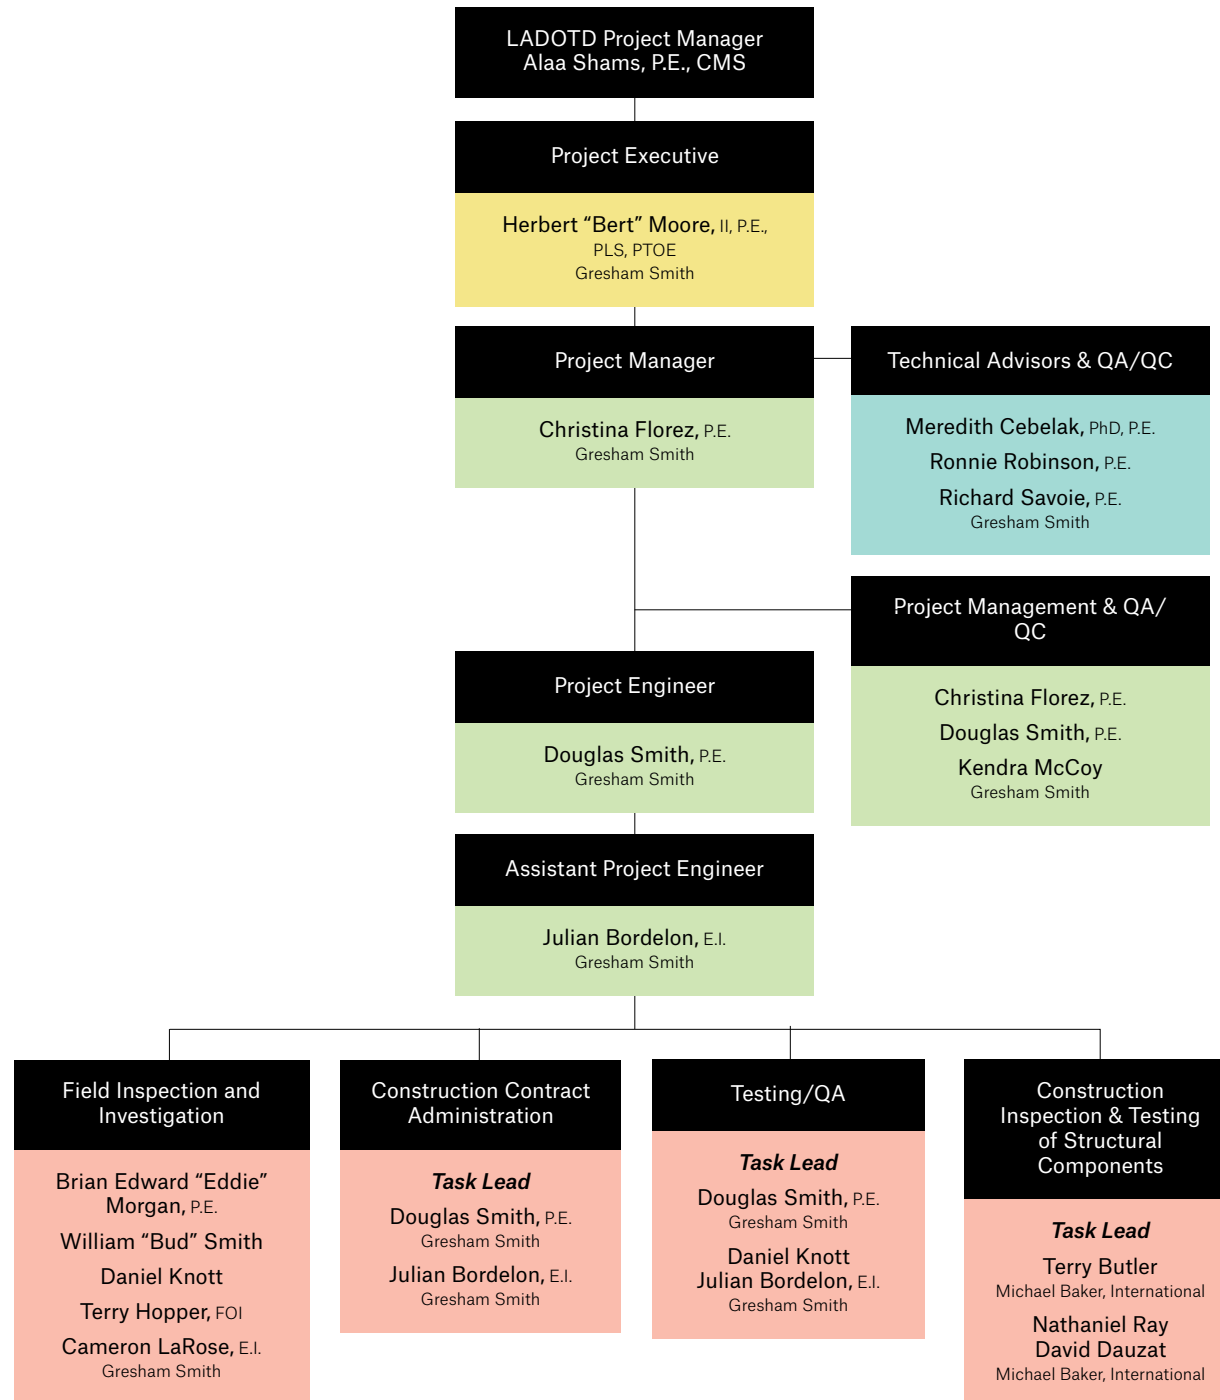 LADOTD Project Manager
Alaa Shams, P.E., CMS
Project Executive
Herbert “Bert” Moore, II, P.E.,
PLS, PTOE
Gresham Smith
Project Manager
Christina Florez, P.E.
Gresham Smith
Technical Advisors & QA/QC
Meredith Cebelak, PhD, P.E.
Ronnie Robinson, P.E.
Richard Savoie, P.E.
Gresham Smith
Project Management & QA/
QC
Christina Florez, P.E.
Douglas Smith, P.E.
Kendra McCoy
Gresham Smith
Project Engineer
Douglas Smith, P.E.
Gresham Smith
Assistant Project Engineer
Julian Bordelon, E.I.
Gresham Smith
Field Inspection and
Investigation
Brian Edward “Eddie”
Morgan, P.E.
William “Bud” Smith
Daniel Knott
Terry Hopper, FOI
Cameron LaRose, E.I.
Gresham Smith
Construction Contract
Administration
Task Lead
Douglas Smith, P.E.
Gresham Smith
Julian Bordelon, E.I.
Gresham Smith
Testing/QA
Task Lead
Douglas Smith, P.E.
Gresham Smith
Daniel Knott
Julian Bordelon, E.I.
Gresham Smith
Construction
Inspection & Testing
of Structural
Components
Task Lead
Terry Butler
Michael Baker, International
Nathaniel Ray
David Dauzat
Michael Baker, International